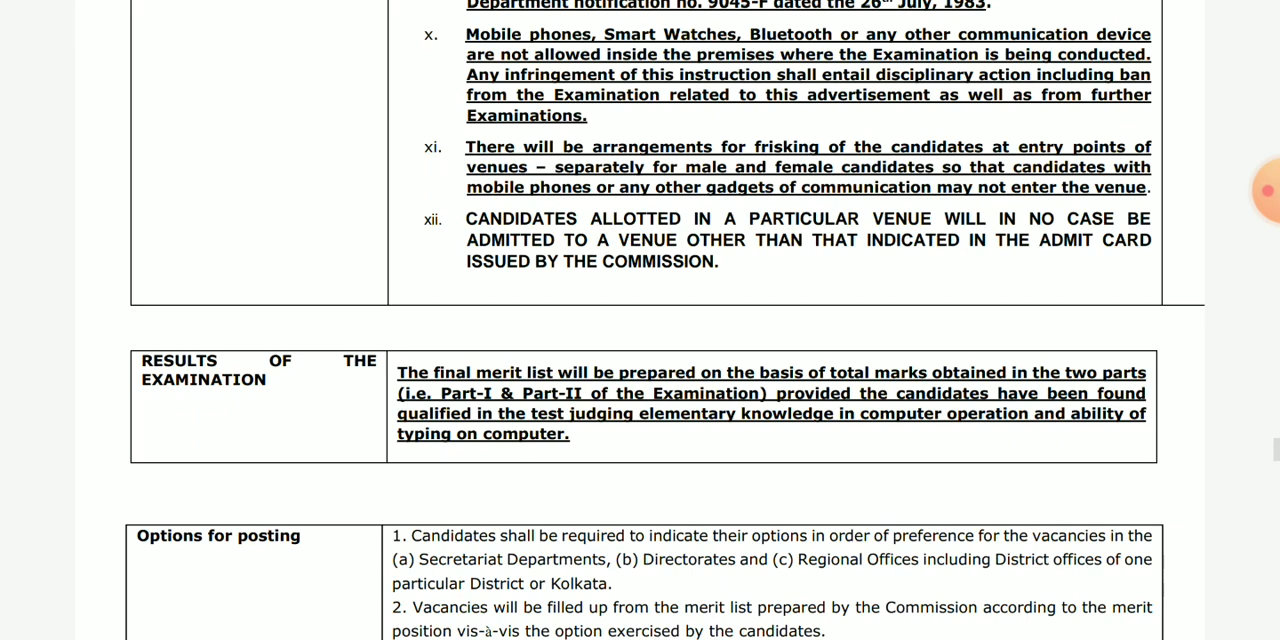 Department notification no. 9045-F dated the 26th July, 1983.
x. Mobile phones, Smart Watches, Bluetooth or any other communication device
are not allowed inside the premises where the Examination is being conducted.
Any infringement of this instruction shall entail disciplinary action including ban
from the Examination related to this advertisement as well as from further
Examinations.
xi. There will be arrangements for frisking of the candidates at entry points of
venues – separately for male and female candidates so that candidates with
mobile phones or any other gadgets of communication may not enter the venue.
xii. CANDIDATES ALLOTTED IN A PARTICULAR VENUE WILL IN NO CASE BE
ADMITTED TO A VENUE OTHER THAN THAT INDICATED IN THE ADMIT CARD
ISSUED BY THE COMMISSION.
RESULTS OF THE
EXAMINATION
The final merit list will be prepared on the basis of total marks obtained in the two parts
(i.e. Part-I & Part-II of the Examination) provided the candidates have been found
qualified in the test judging elementary knowledge in computer operation and ability of
typing on computer.
Options for posting
1. Candidates shall be required to indicate their options in order of preference for the vacancies in the
(a) Secretariat Departments, (b) Directorates and (c) Regional Offices including District offices of one
particular District or Kolkata.
2. Vacancies will be filled up from the merit list prepared by the Commission according to the merit
position vis-à-vis the option exercised by the candidates.